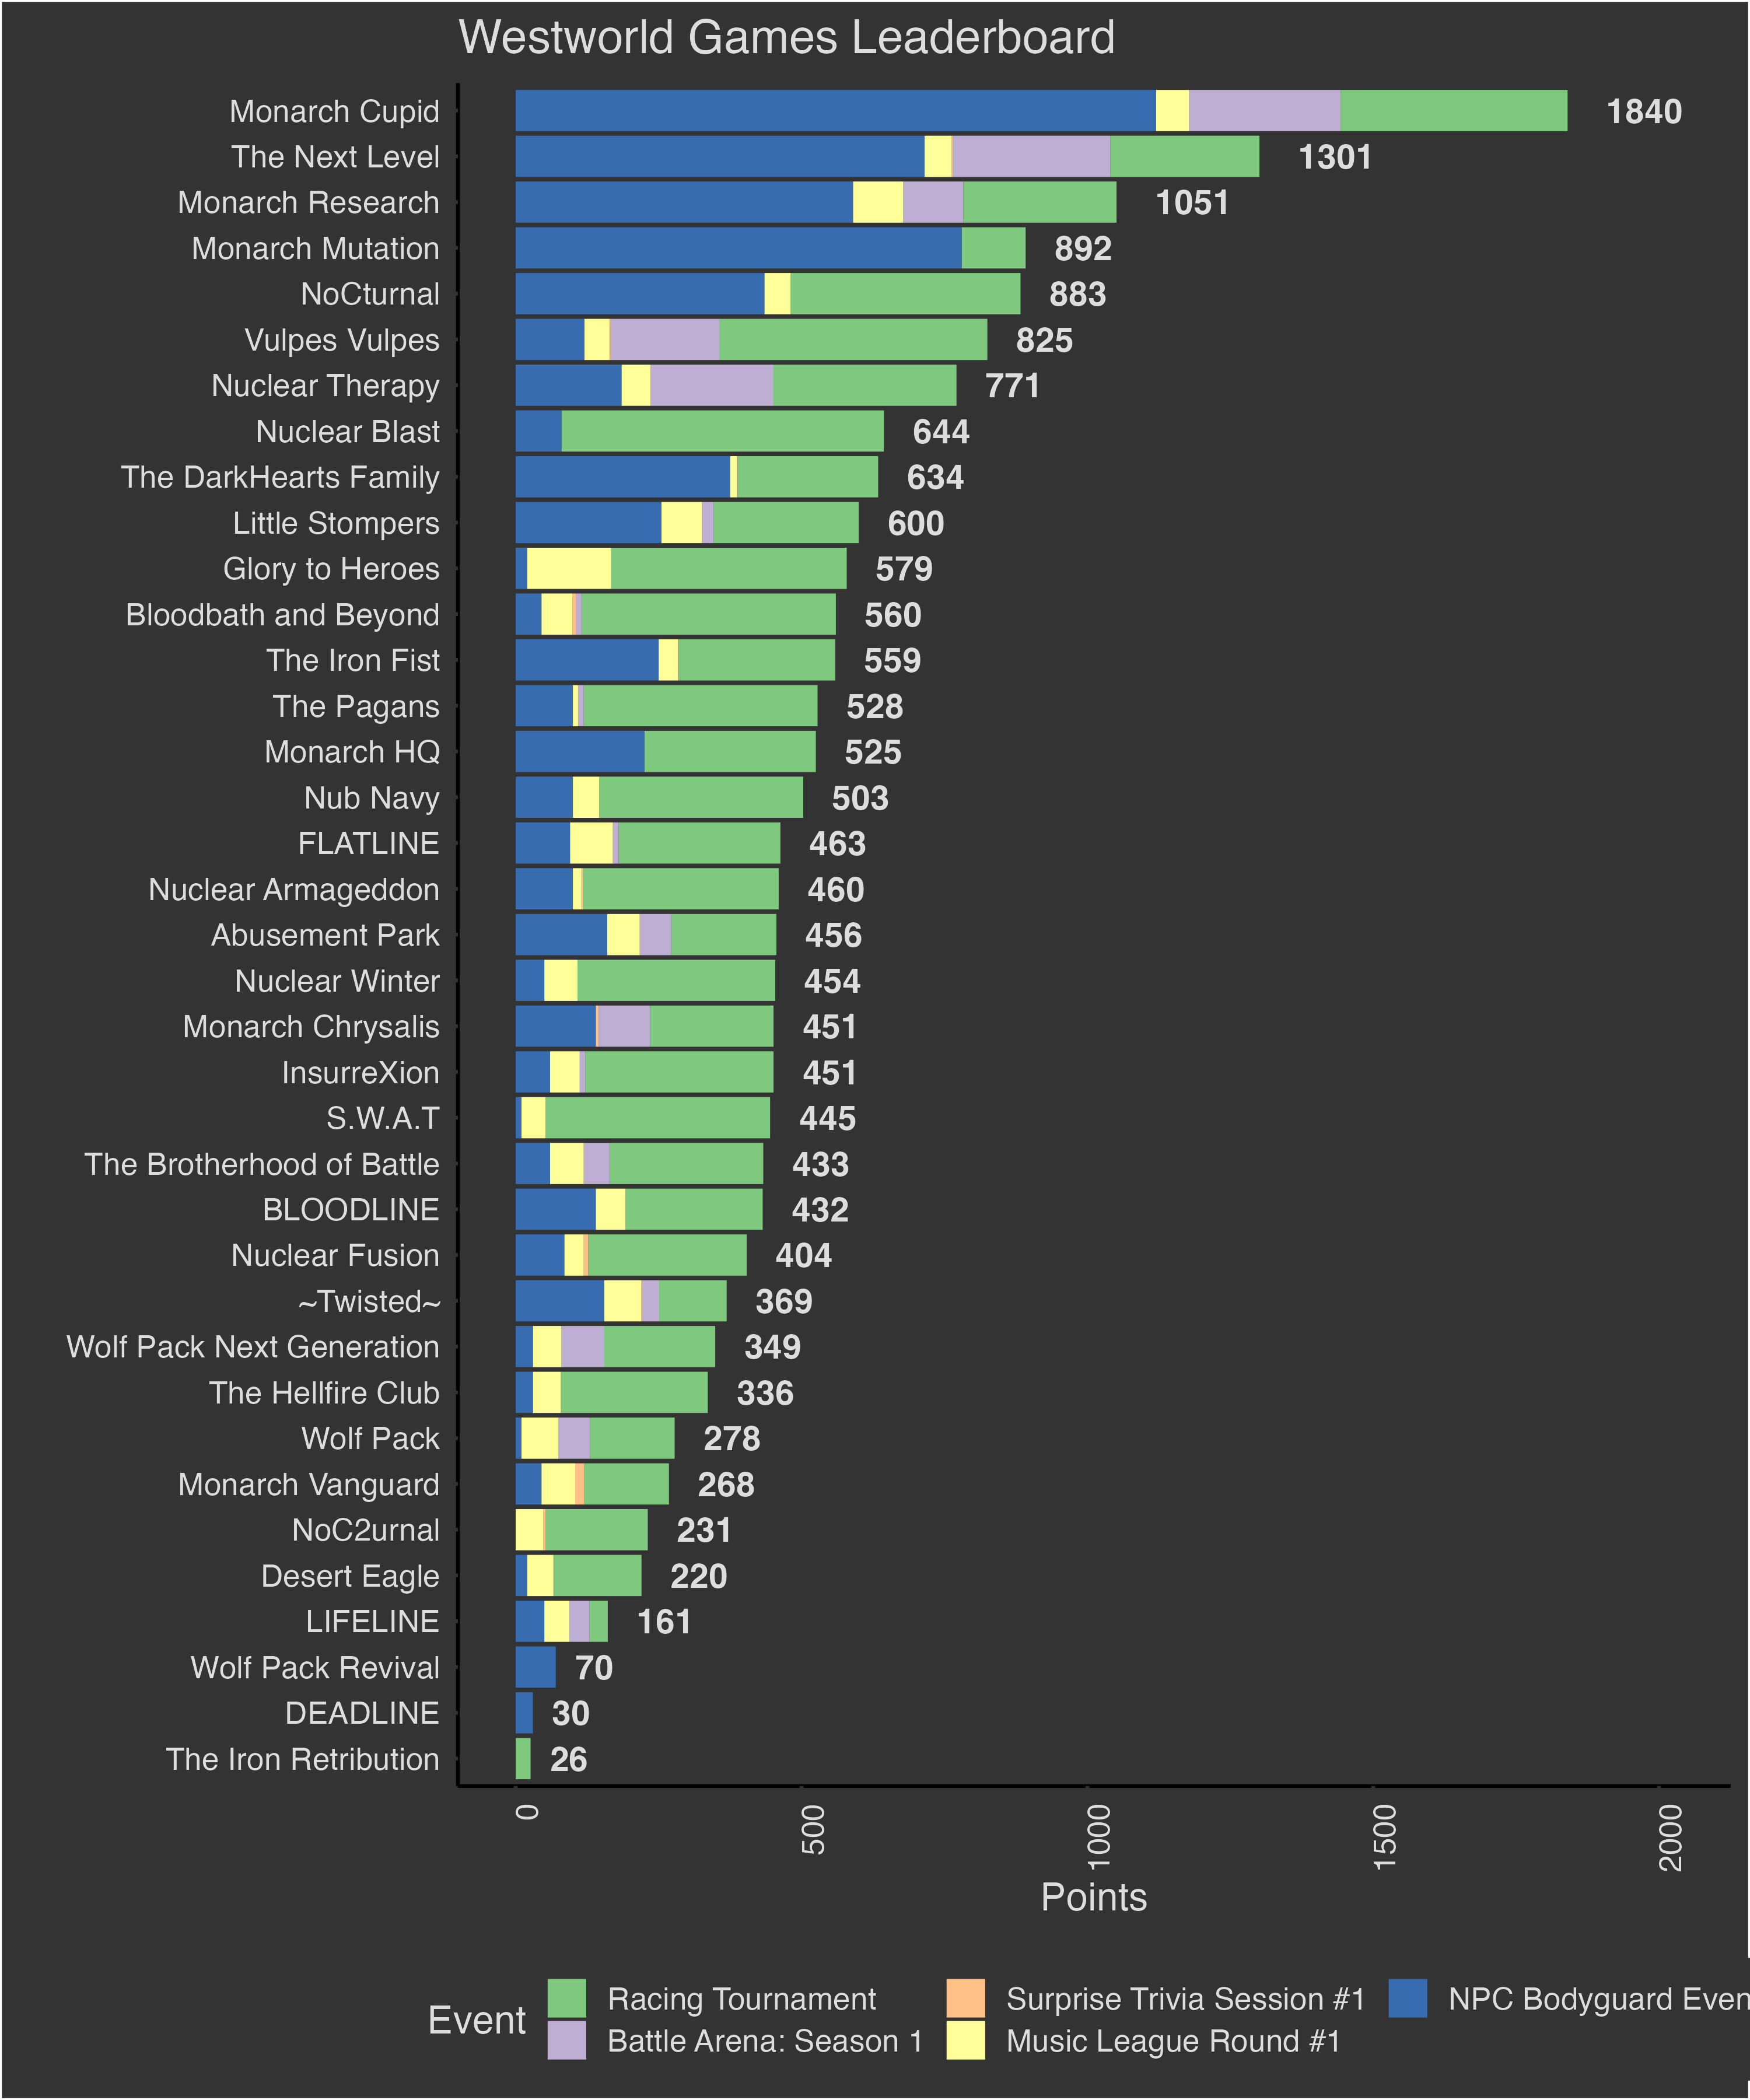 Westworld Games Leaderboard
Monarch Cupid 1840
The Next Level 1301
Monarch Research 1051
Monarch Mutation 892
NoCturnal 883
Vulpes Vulpes 825
Nuclear Therapy 771
Nuclear Blast 644
The DarkHearts Family 634
Little Stompers 600
Glory to Heroes 579
Bloodbath and Beyond 560
The Iron Fist 559
The Pagans 528
Monarch HQ 525
Nub Navy 503
FLATLINE 463
Nuclear Armageddon 460
Abusement Park 456
Nuclear Winter 454
Monarch Chrysalis 451
InsurreXion 451
S.W.A.T 445
The Brotherhood of Battle 433
BLOODLINE 432
Nuclear Fusion 404
~Twisted~ 369
Wolf Pack Next Generation 349
The Hellfire Club 336
Wolf Pack 278
Monarch Vanguard 268
NoC2urnal 231
Desert Eagle 220
LIFELINE 161
Wolf Pack Revival 70
DEADLINE 30
The Iron Retribution 26
0 500 1000 1500 2000
Points
Event
Racing Tournament Surprise Trivia Session #1 NPC Bodyguard Even
Battle Arena: Season 1 Music League Round #1